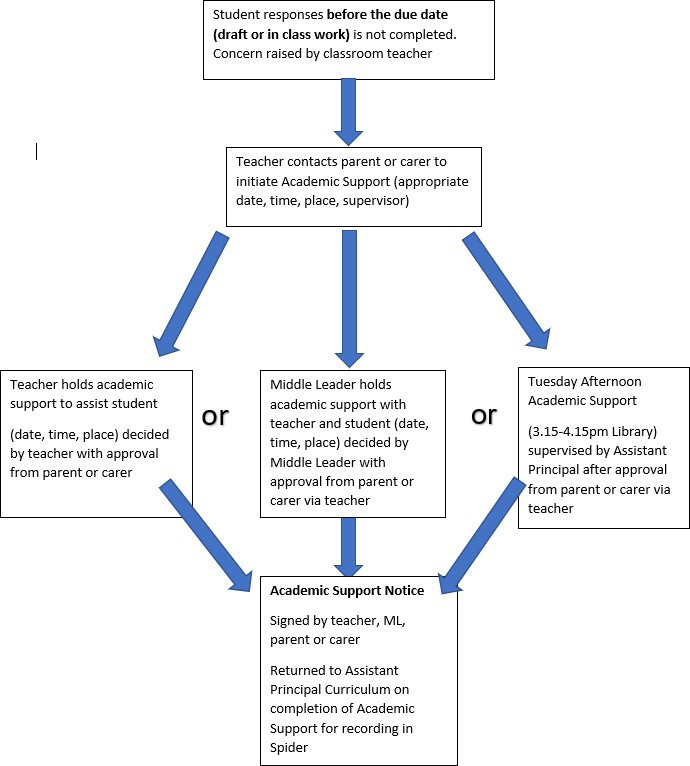 Student responses before the due date
(draft or in class work) is not completed.
Concern raised by classroom teacher
Teacher contacts parent or carer to
initiate Academic Support (appropriate
date, time, place, supervisor)
Teacher holds academic
support to assist student
(date, time, place) decided
by teacher with approval
from parent or carer
or
Middle Leader holds
academic support with
teacher and student (date,
time, place) decided by
Middle Leader with
approval from parent or
carer via teacher
or
Tuesday Afternoon
Academic Support
(3.15-4.15pm Library)
supervised by Assistant
Principal after approval
from parent or carer via
teacher
Academic Support Notice
Signed by teacher, ML,
parent or carer
Returned to Assistant
Principal Curriculum on
completion of Academic
Support for recording in
Spider